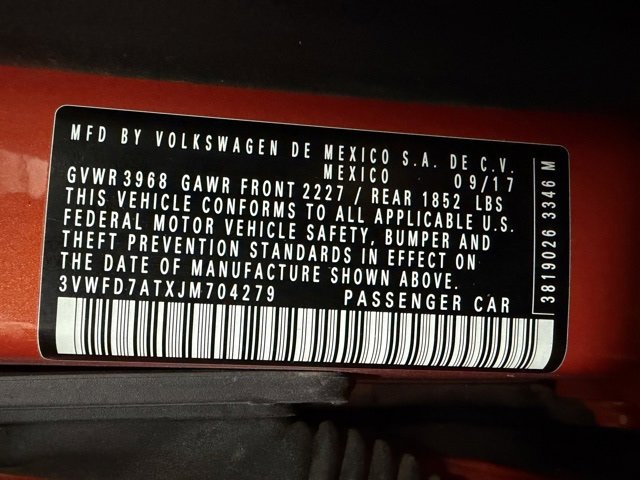 MFD BY VOLKSWAGEN DE MEXICO S.A. DE C.V.
MEXICO 09/17
GVWR 3968 GAWR FRONT 2227 / REAR 1852 LBS
THIS VEHICLE CONFORMS TO ALL APPLICABLE U.S.
FEDERAL MOTOR VEHICLE SAFETY, BUMPER AND
THEFT PREVENTION STANDARDS IN EFFECT ON
THE DATE OF MANUFACTURE SHOWN ABOVE.
3VWFD7ATXJM704279 PASSENGER CAR
3819026 3346 M